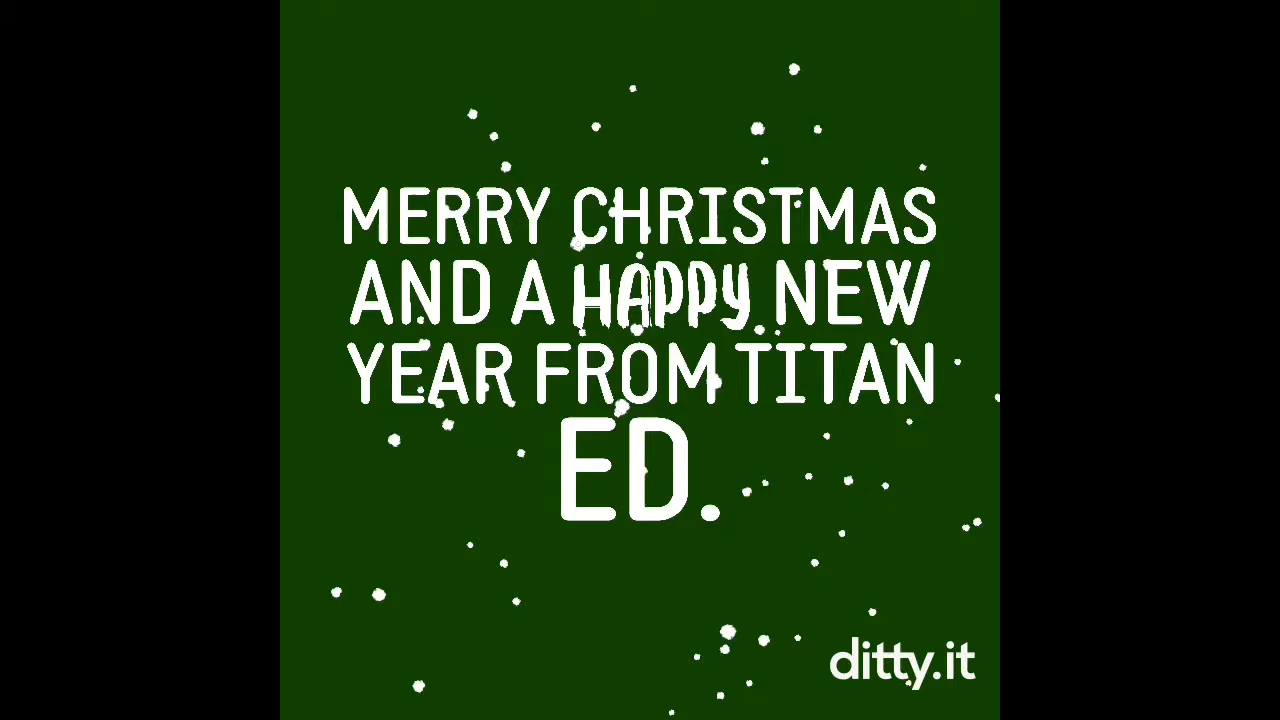 MERRY CHRISTMAS
AND A HAPPY NEW
YEAR FROM TITAN
ED.
ditty.it